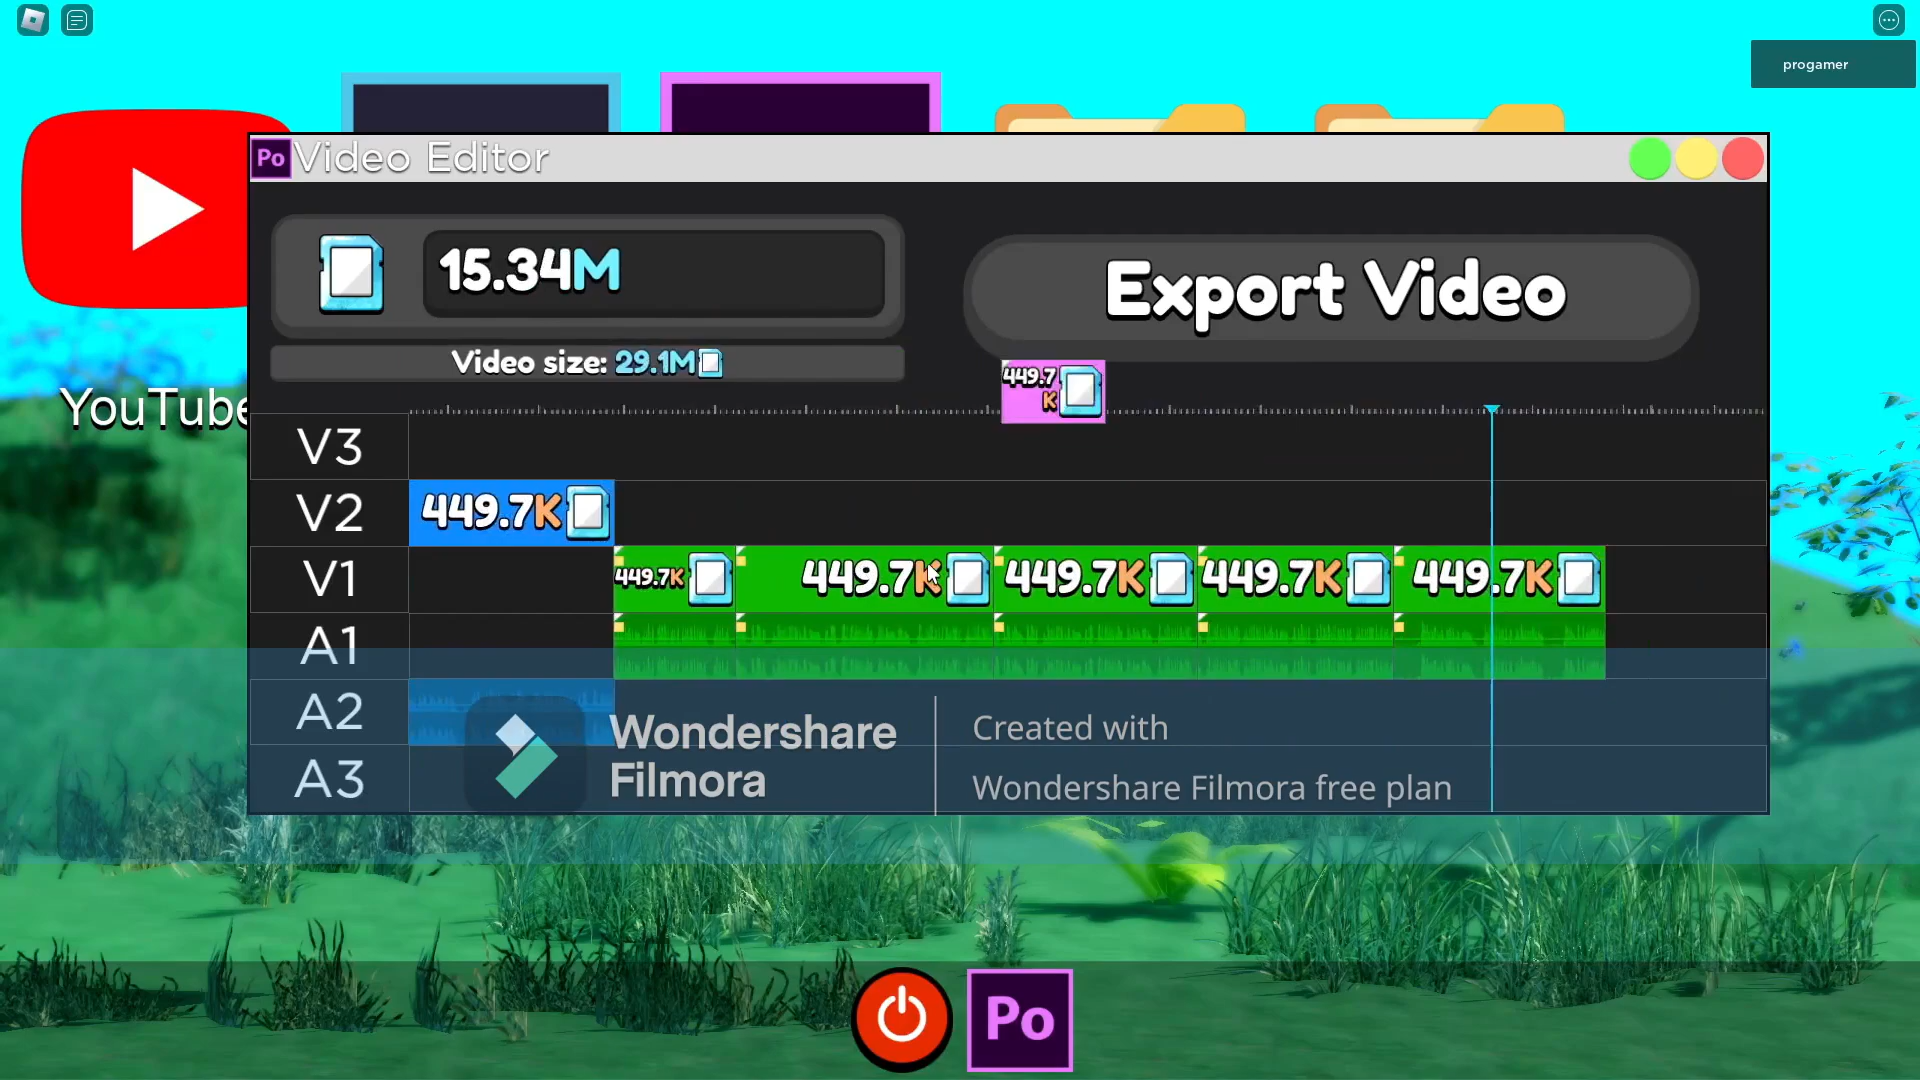 progamer
Po Video Editor
15.34M
Export Video
Video size: 29.1M
449.7
K
YouTube
V3
V2
449.7K
V1
449.7K
449.7K
449.7K
449.7K
449.7K
A1
A2
A3
Wondershare
Filmora
Created with
Wondershare Filmora free plan
Po